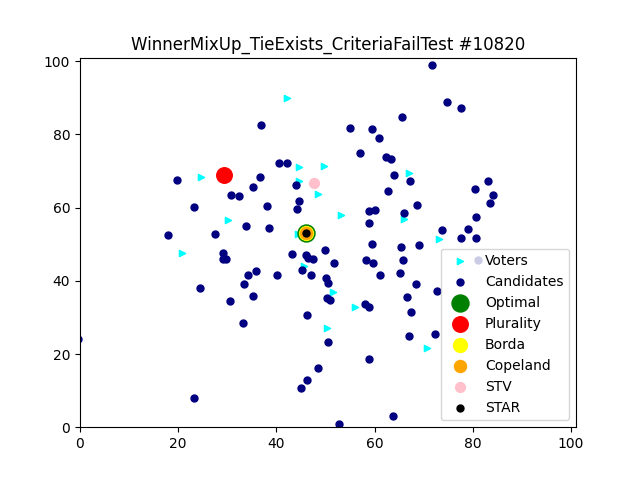 WinnerMixUp_TieExists_CriteriaFailTest #10820
100
80
60
40
20
0
0
20
40
60
80
100
Voters
Candidates
Optimal
Plurality
Borda
Copeland
STV
STAR